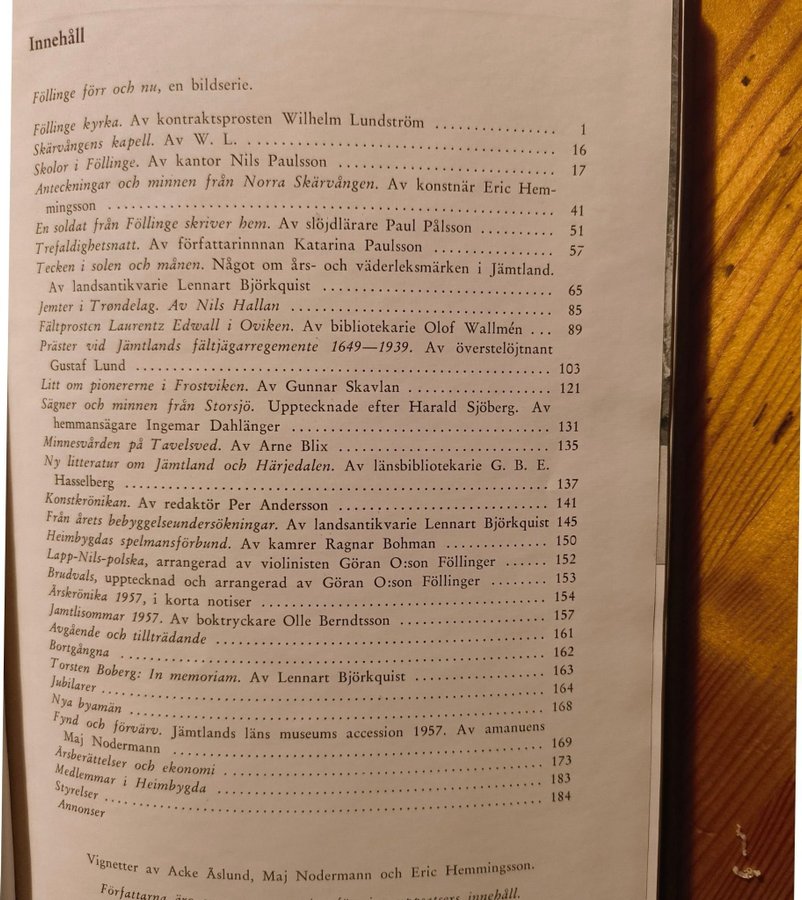 Innehåll
Föllinge förr och nu, en bildserie.
Föllinge kyrka. Av kontraktsprosten Wilhelm Lundström ................ 1
Skärvångens kapell. Av W. L. ................ 16
Skolor i Föllinge. Av kantor Nils Paulsson ................ 17
Anteckningar och minnen från Norra Skärvången. Av konstnär Eric Hem-
mingsson ................ 41
En soldat från Föllinge skriver hem. Av slöjdlärare Paul Pålsson .......... 51
Trefaldighetsnatt. Av författarinnnan Katarina Paulsson ................ 57
Tecken i solen och månen. Något om års- och väderleksmärken i Jämtland.
Av landsantikvarie Lennart Björkquist ................ 65
Jemter i Trøndelag. Av Nils Hallan ................ 85
Fältprosten Laurentz Edwall i Oviken. Av bibliotekarie Olof Wallmén ... 89
Präster vid Jämtlands fältjägarregemente 1649—1939. Av överstelöjtnant
Gustaf Lund ................ 103
Litt om pionererne i Frostviken. Av Gunnar Skavlan ................ 121
Sägner och minnen från Storsjö. Upptecknade efter Harald Sjöberg. Av
hemmansägare Ingemar Dahlänger ................ 131
Minnesvården på Tavelsved. Av Arne Blix ................ 135
Ny litteratur om Jämtland och Härjedalen. Av länsbibliotekarie G. B. E.
Hasselberg ................ 137
Konstkrönikan. Av redaktör Per Andersson ................ 141
Från årets bebyggelseundersökningar. Av landsantikvarie Lennart Björkquist 145
Heimbygdas spelmansförbund. Av kamrer Ragnar Bohman ............. 150
Lapp-Nils-polska, arrangerad av violinisten Göran O:son Föllinger ...... 152
Brudvals, upptecknad och arrangerad av Göran O:son Föllinger ....... 153
Årskrönika 1957, i korta notiser ................ 154
Jamtlisommar 1957. Av boktryckare Olle Berndtsson ................ 157
Avgående och tillträdande ................ 161
Bortgångna ................ 162
Torsten Boberg: In memoriam. Av Lennart Björkquist ................ 163
Jubilarer ................ 164
Nya byamän ................ 168
Fynd och förvärv. Jämtlands läns museums accession 1957. Av amanuens
Maj Nodermann ................ 169
Årsberättelser och ekonomi ................ 173
Medlemmar i Heimbygda ................ 183
Styrelser ................ 184
Annonser
Vignetter av Acke Åslund, Maj Nodermann och Eric Hemmingsson.
Författarna innehåll.